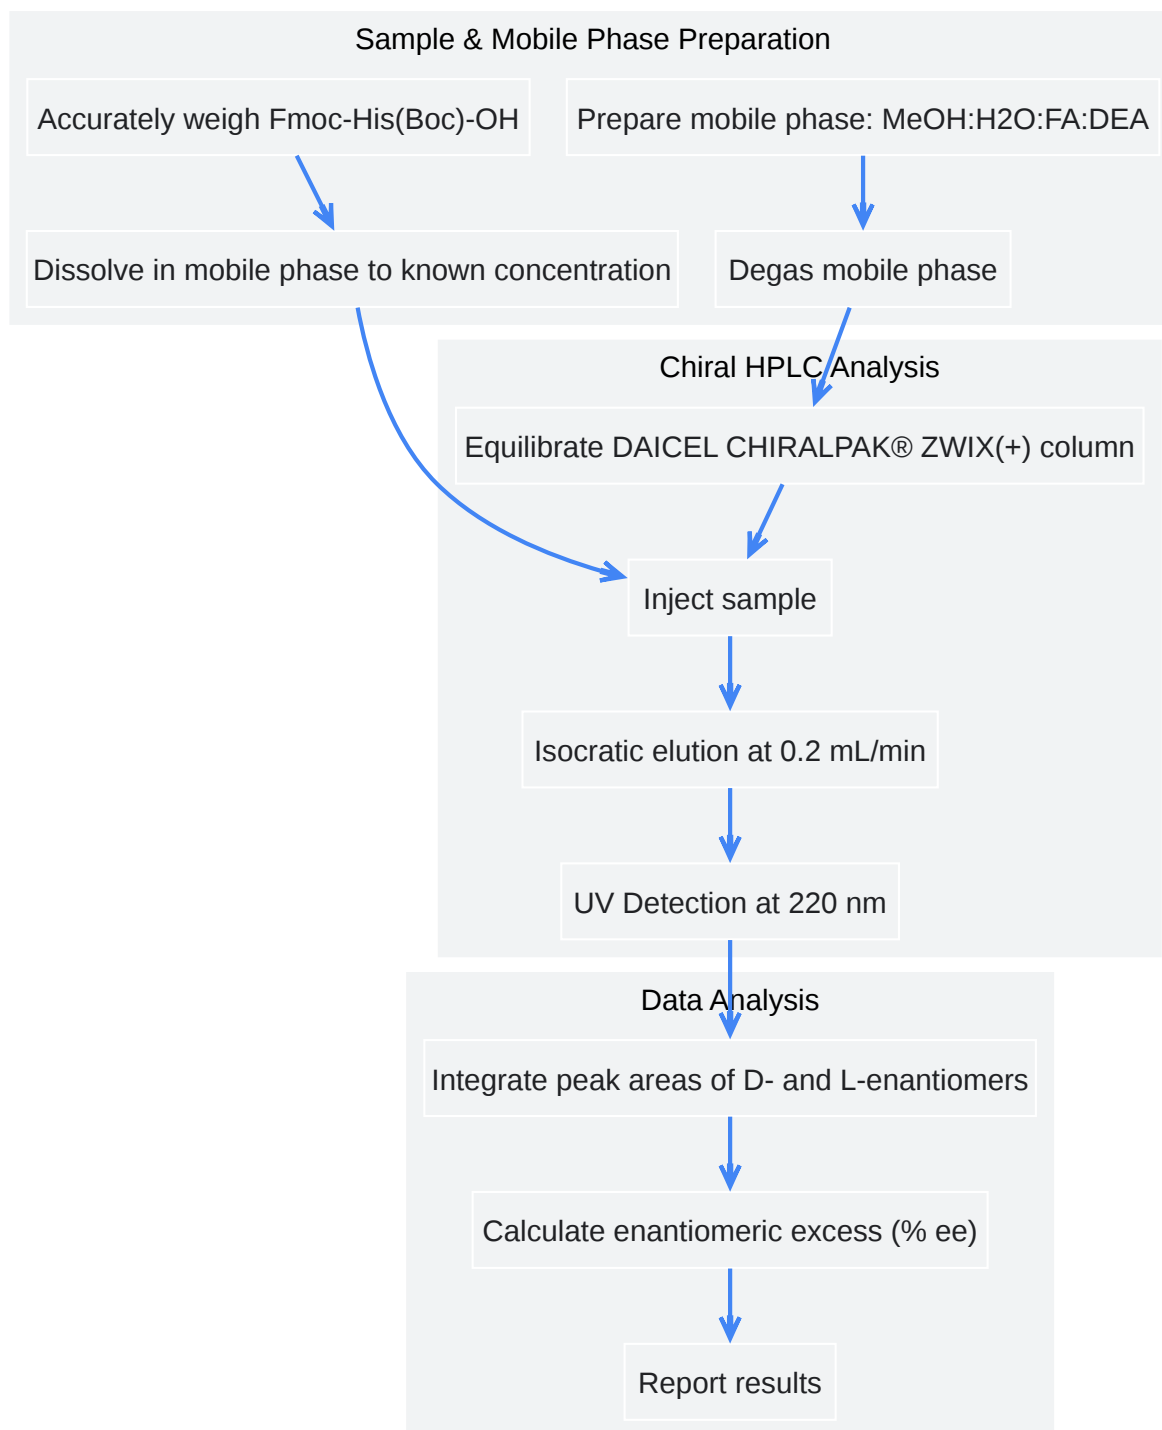 Sample & Mobile Phase Preparation
Accurately weigh Fmoc-His(Boc)-OH
Prepare mobile phase: MeOH:H2O:FA:DEA
Dissolve in mobile phase to known concentration
Degas mobile phase
Chiral HPLC Analysis
Equilibrate DAICEL CHIRALPAK® ZWIX(+) column
Inject sample
Isocratic elution at 0.2 mL/min
UV Detection at 220 nm
Data Analysis
Integrate peak areas of D- and L-enantiomers
Calculate enantiomeric excess (% ee)
Report results